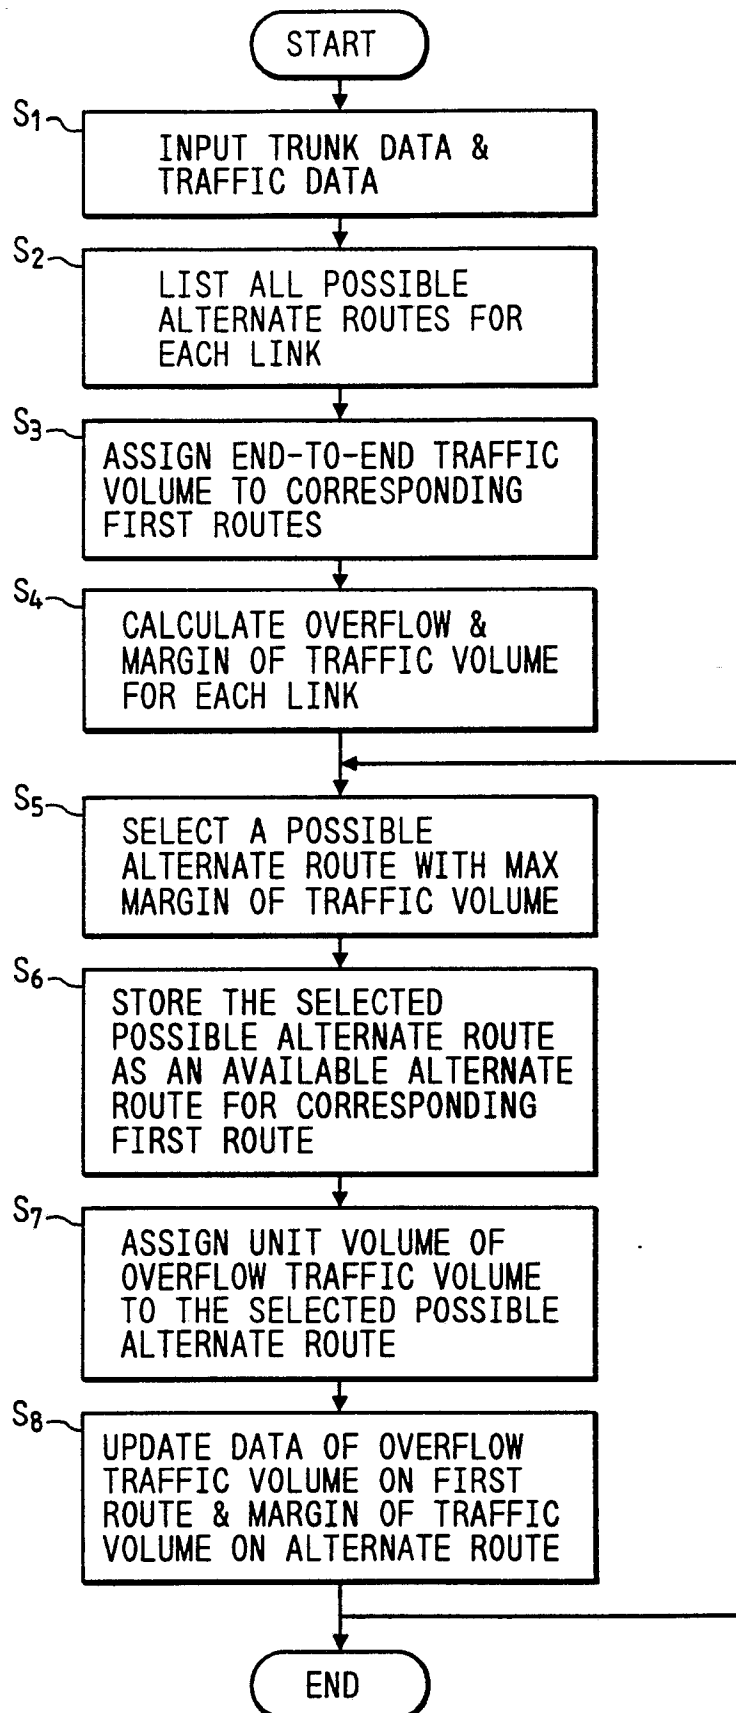 START
S1
INPUT TRUNK DATA &
TRAFFIC DATA
S2
LIST ALL POSSIBLE
ALTERNATE ROUTES FOR
EACH LINK
S3
ASSIGN END-TO-END TRAFFIC
VOLUME TO CORRESPONDING
FIRST ROUTES
S4
CALCULATE OVERFLOW &
MARGIN OF TRAFFIC VOLUME
FOR EACH LINK
S5
SELECT A POSSIBLE
ALTERNATE ROUTE WITH MAX
MARGIN OF TRAFFIC VOLUME
S6
STORE THE SELECTED
POSSIBLE ALTERNATE ROUTE
AS AN AVAILABLE ALTERNATE
ROUTE FOR CORRESPONDING
FIRST ROUTE
S7
ASSIGN UNIT VOLUME OF
OVERFLOW TRAFFIC VOLUME
TO THE SELECTED POSSIBLE
ALTERNATE ROUTE
S8
UPDATE DATA OF OVERFLOW
TRAFFIC VOLUME ON FIRST
ROUTE & MARGIN OF TRAFFIC
VOLUME ON ALTERNATE ROUTE
END